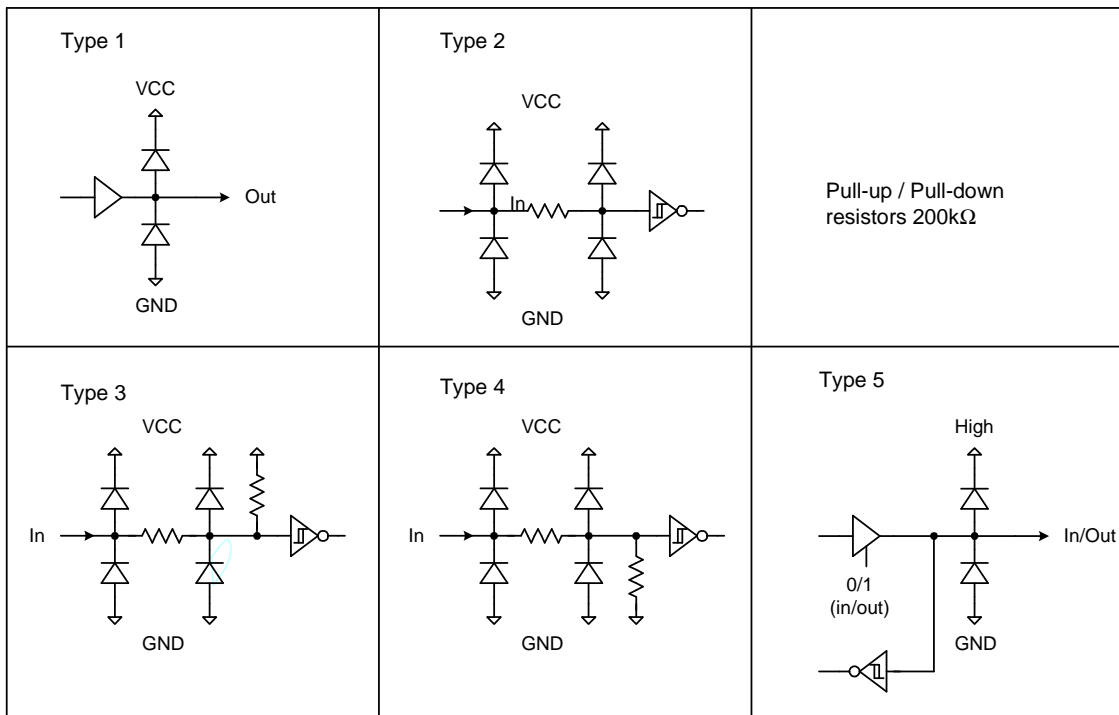 Type 1
VCC
Out
GND
Type 2
VCC
In
GND
Pull-up / Pull-down
resistors 200kΩ
Type 3
VCC
In
GND
Type 4
VCC
In
GND
Type 5
High
In/Out
0/1
(in/out)
GND